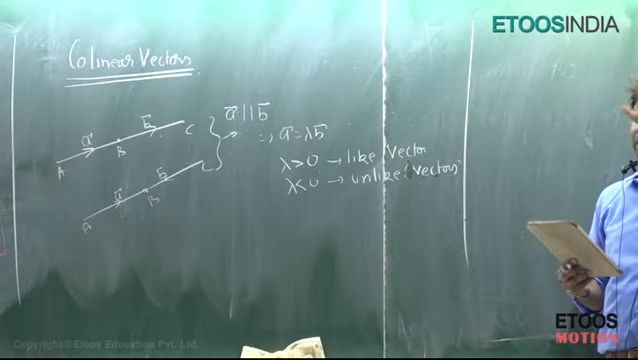 ETOOSINDIA
Colinear Vectors
a⃗ b⃗
A B C
a⃗ || b⃗
⇒ a⃗ = λb⃗
λ>0 → like Vector
λ<0 → unlike Vectors
a⃗ b⃗
A B C
ETOOS
MOTION
Copyright © Etoos Education Pvt. Ltd.